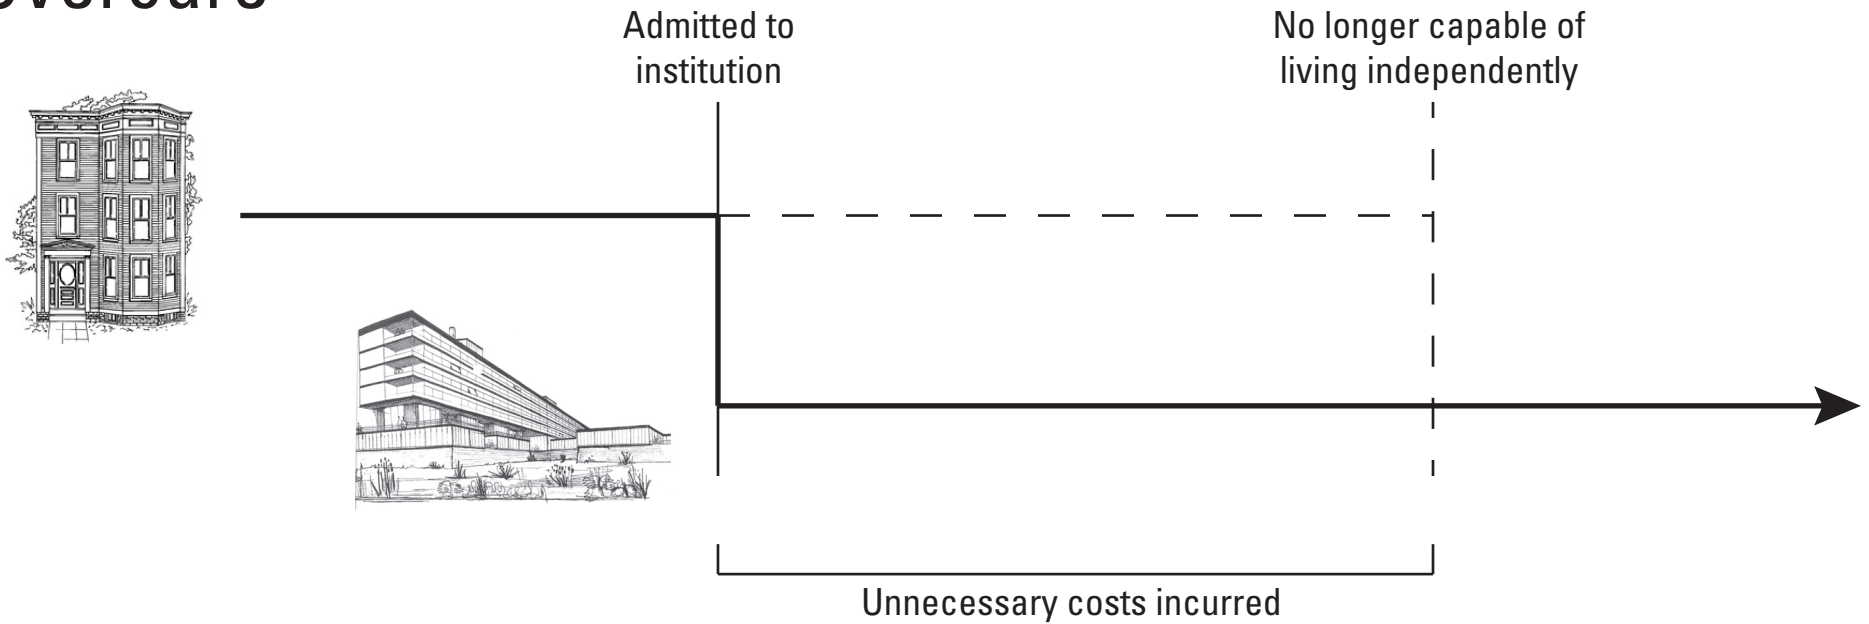 Admitted to
institution
No longer capable of
living independently
Unnecessary costs incurred